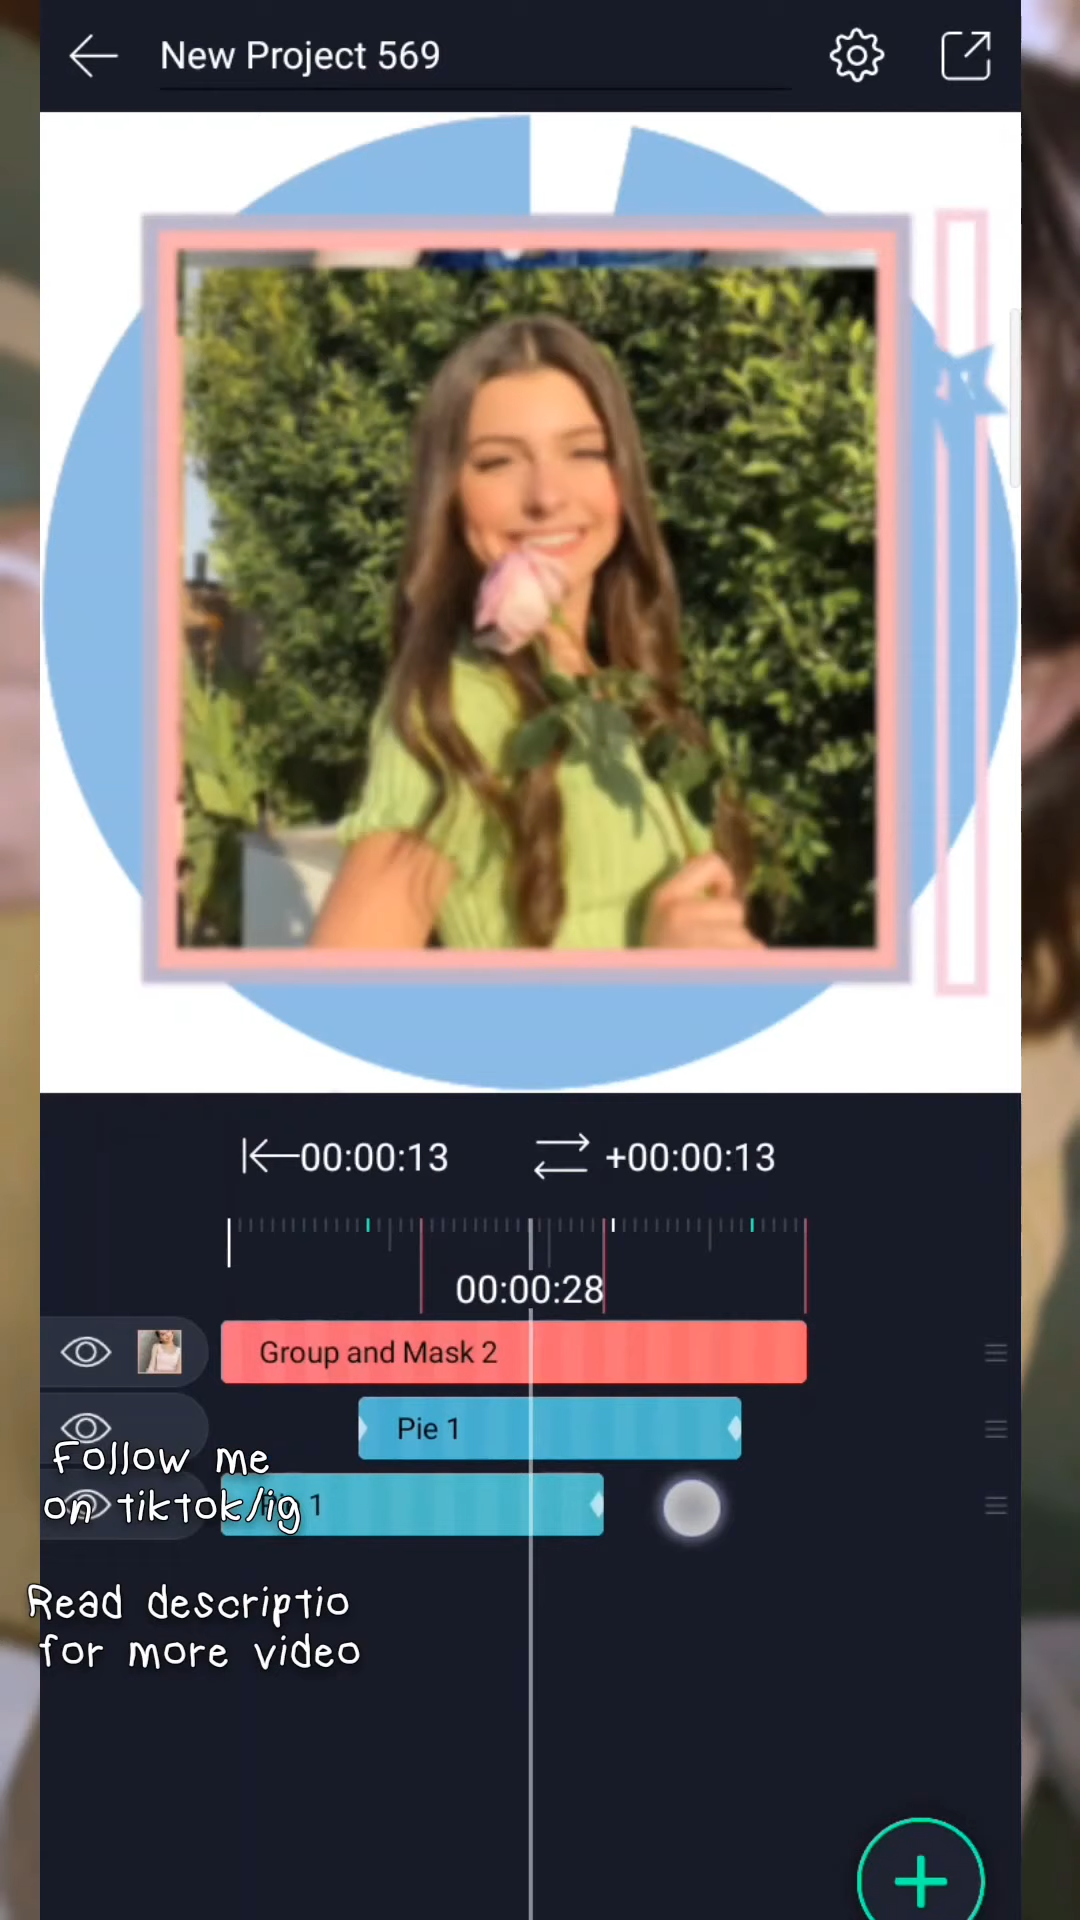 New Project 569
00:00:13
+00:00:13
00:00:28
Group and Mask 2
Pie 1
Follow me
on tiktok/ig
1
Read descriptio
for more video